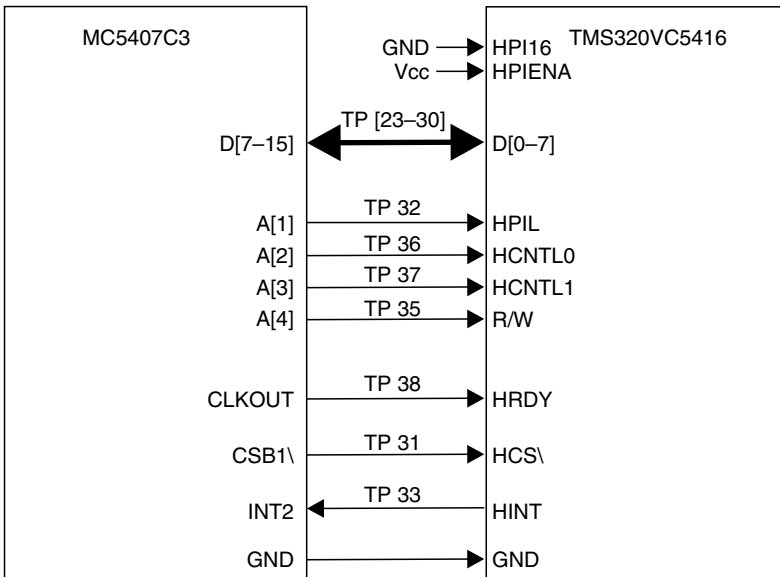 MC5407C3
TMS320VC5416
GND HPI16
Vcc HPIENA
TP [23–30]
D[7–15] D[0–7]
TP 32
A[1] HPIL
TP 36
A[2] HCNTL0
TP 37
A[3] HCNTL1
TP 35
A[4] R/W
TP 38
CLKOUT HRDY
TP 31
CSB1\ HCS\
TP 33
INT2 HINT
GND GND